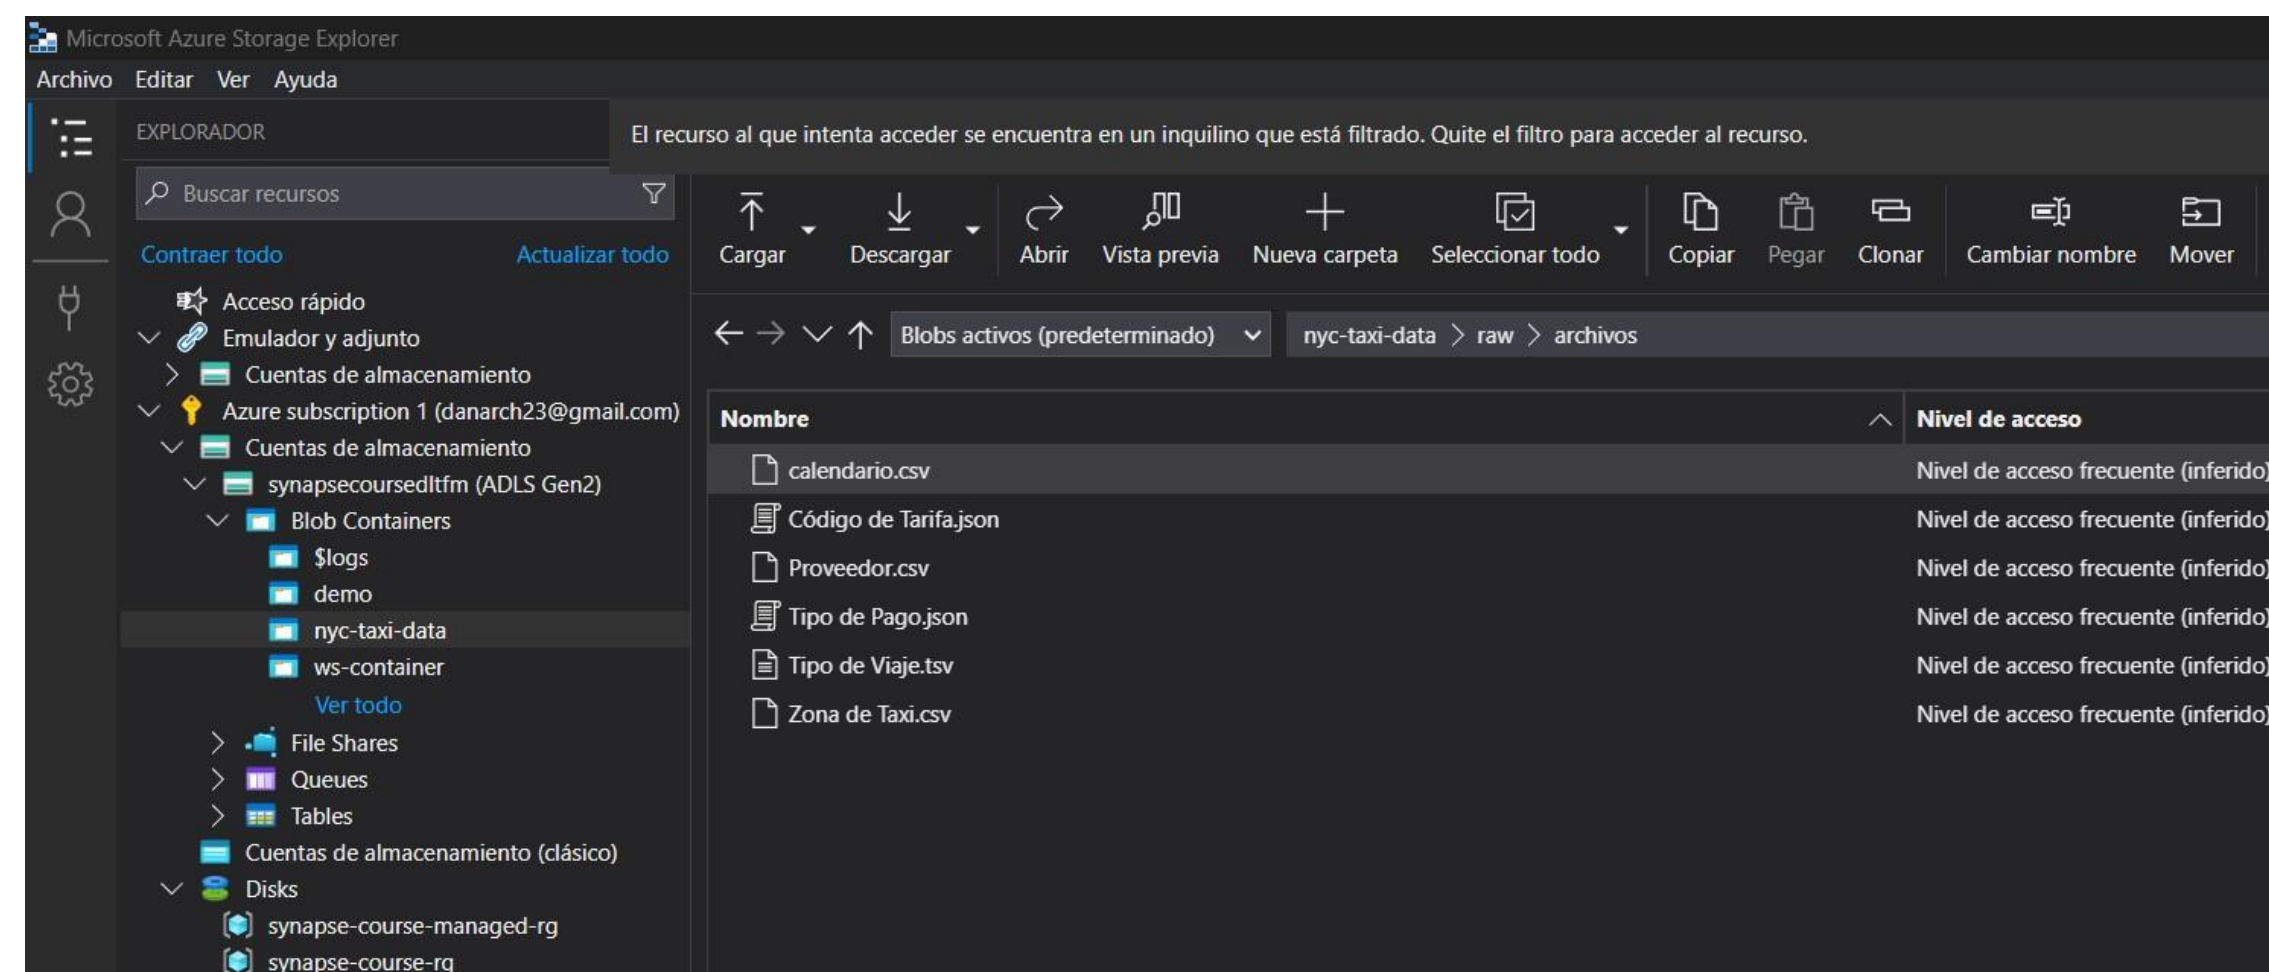 Microsoft Azure Storage Explorer
Archivo Editar Ver Ayuda
EXPLORADOR
El recurso al que intenta acceder se encuentra en un inquilino que está filtrado. Quite el filtro para acceder al recurso.
Buscar recursos
Contraer todo Actualizar todo
Acceso rápido
Emulador y adjunto
Cuentas de almacenamiento
Azure subscription 1 (danarch23@gmail.com)
Cuentas de almacenamiento
synapsecoursedltfm (ADLS Gen2)
Blob Containers
$logs
demo
nyc-taxi-data
ws-container
Ver todo
File Shares
Queues
Tables
Cuentas de almacenamiento (clásico)
Disks
synapse-course-managed-rg
synapse-course-rg
Cargar Descargar Abrir Vista previa Nueva carpeta Seleccionar todo Copiar Pegar Clonar Cambiar nombre Mover
Blobs activos (predeterminado) nyc-taxi-data > raw > archivos
Nombre Nivel de acceso
calendario.csv Nivel de acceso frecuente (inferido)
Código de Tarifa.json Nivel de acceso frecuente (inferido)
Proveedor.csv Nivel de acceso frecuente (inferido)
Tipo de Pago.json Nivel de acceso frecuente (inferido)
Tipo de Viaje.tsv Nivel de acceso frecuente (inferido)
Zona de Taxi.csv Nivel de acceso frecuente (inferido)